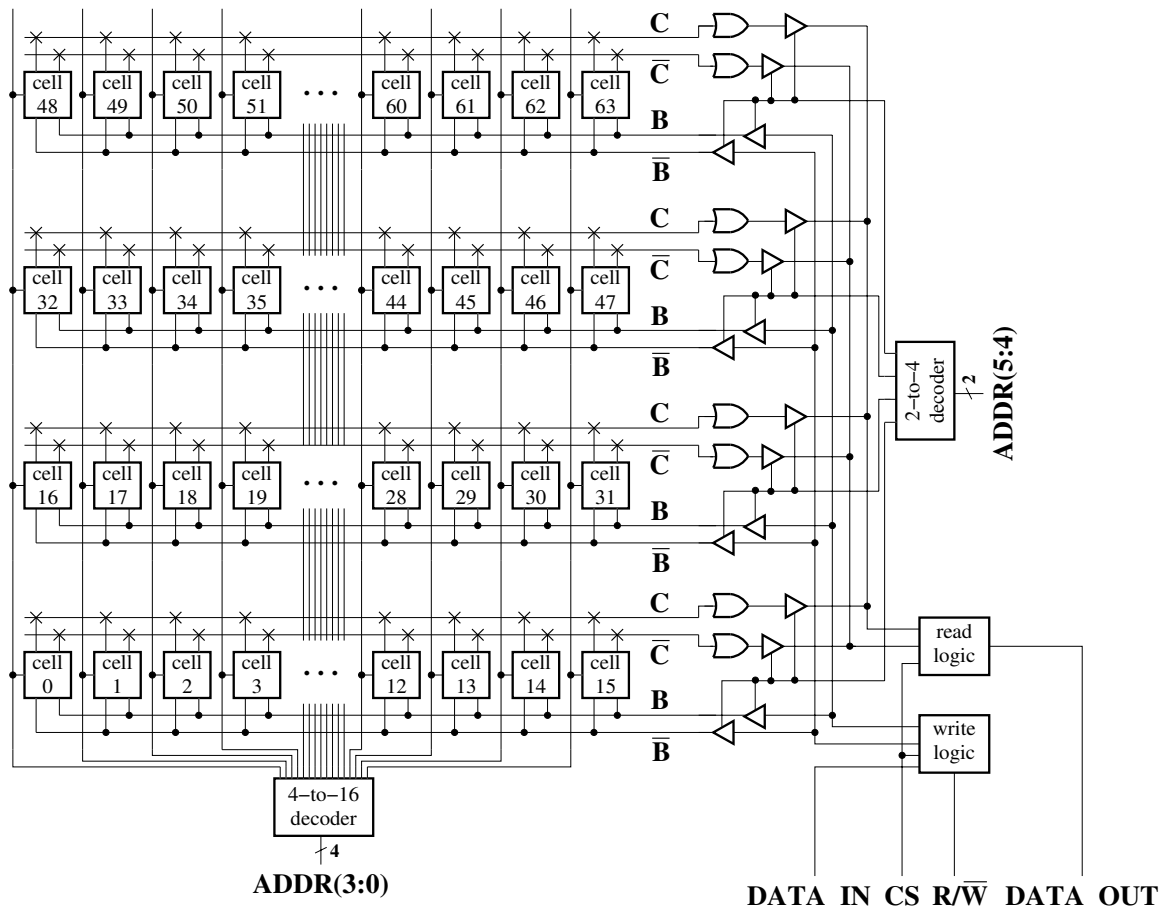 C
C̅
cell 48
cell 49
cell 50
cell 51
• • •
cell 60
cell 61
cell 62
cell 63
B
B̅
C
C̅
cell 32
cell 33
cell 34
cell 35
• • •
cell 44
cell 45
cell 46
cell 47
B
B̅
2−to−4
decoder
2
ADDR(5:4)
C
C̅
cell 16
cell 17
cell 18
cell 19
• • •
cell 28
cell 29
cell 30
cell 31
B
B̅
C
C̅
cell 0
cell 1
cell 2
cell 3
• • •
cell 12
cell 13
cell 14
cell 15
B
B̅
read
logic
write
logic
4−to−16
decoder
4
ADDR(3:0)
DATA_IN CS R/W̅ DATA_OUT